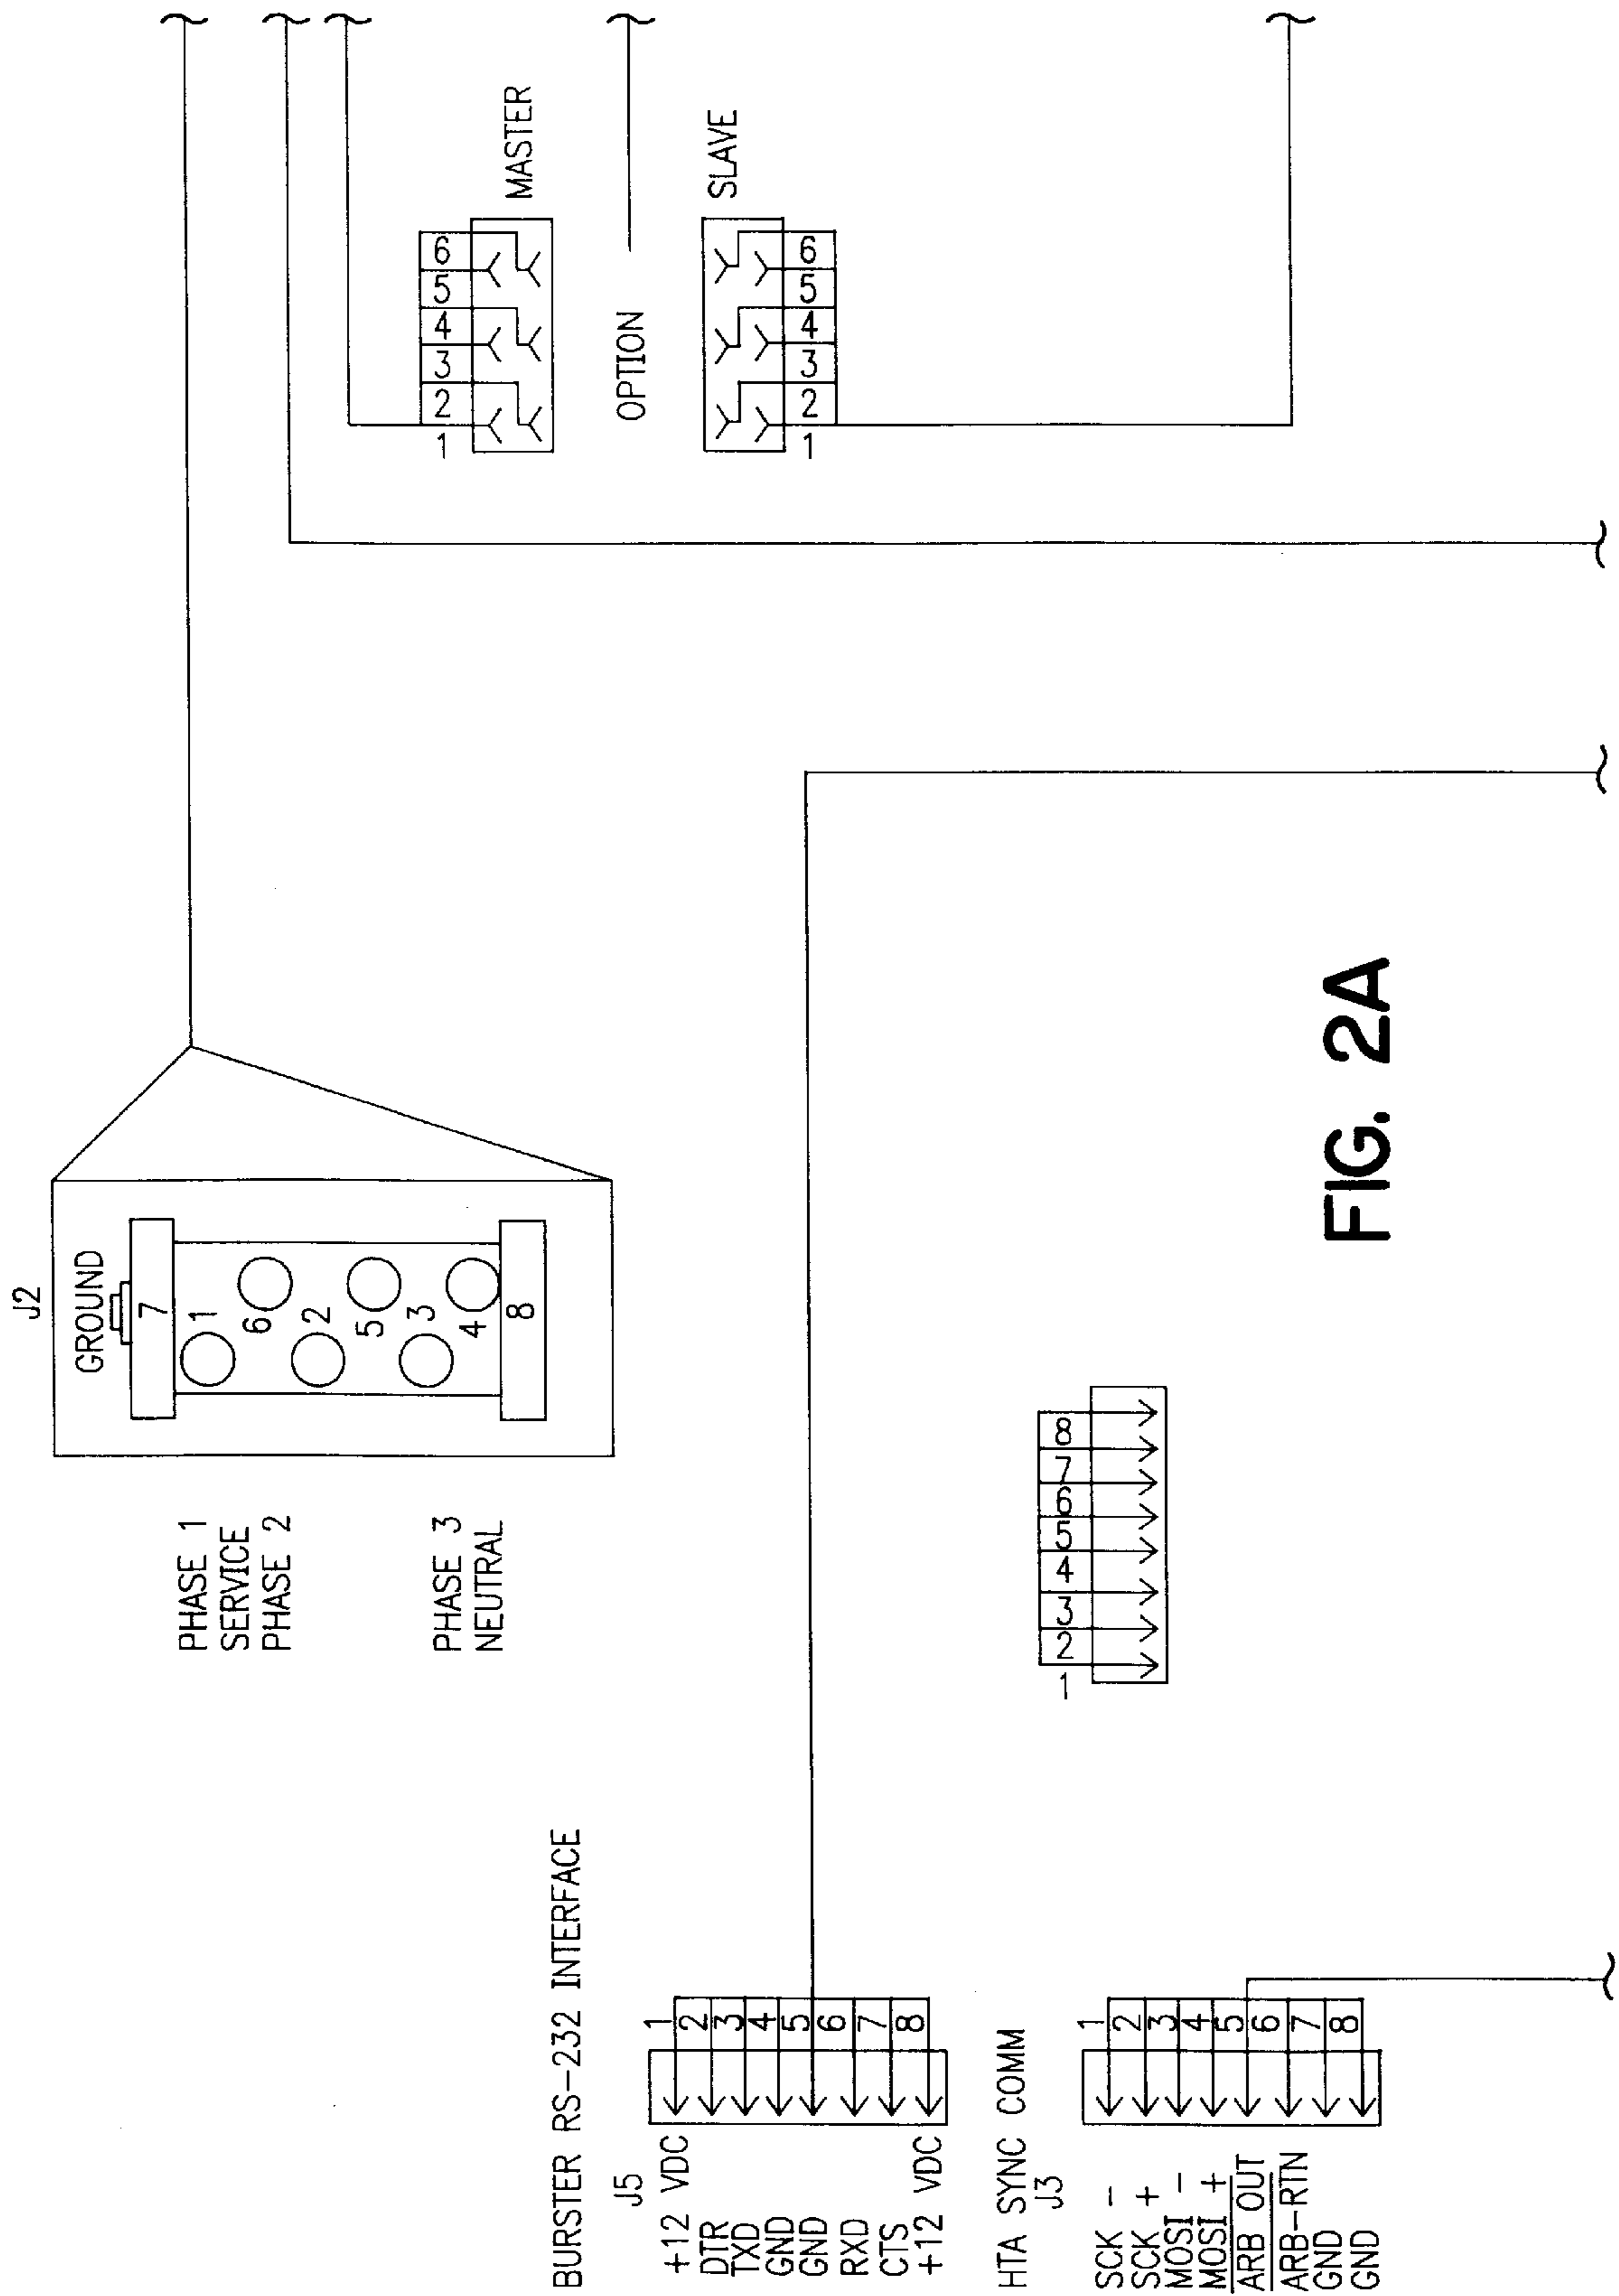 J2
GROUND
7
1
6
2
5
3
4
8
PHASE 1
SERVICE
PHASE 2
PHASE 3
NEUTRAL
1 2 3 4 5 6
MASTER
OPTION
SLAVE
1 2 3 4 5 6
BURSTER RS-232 INTERFACE
J5
+12 VDC 1
DTR 2
TXD 3
GND 4
GND 5
RXD 6
CTS 7
+12 VDC 8
1 2 3 4 5 6 7 8
HTA SYNC COMM
J3
SCK - 1
SCK + 2
MOSI - 3
MOSI + 4
ARB OUT 5
ARB-RTN 6
GND 7
GND 8
FIG. 2A